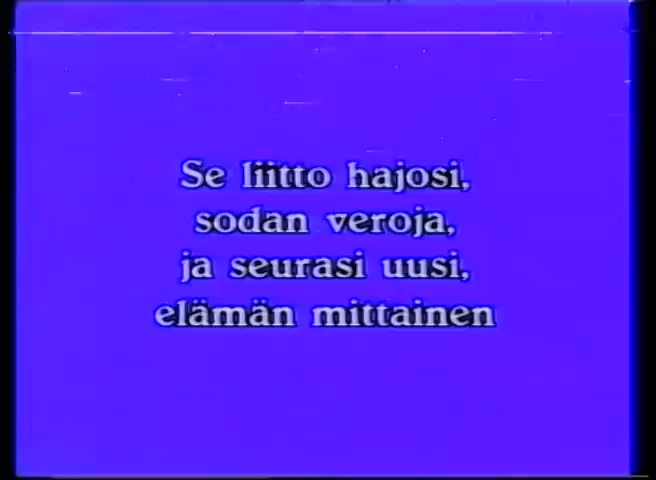 Se liitto hajosi,
sodan veroja,
ja seurasi uusi,
elämän mittainen